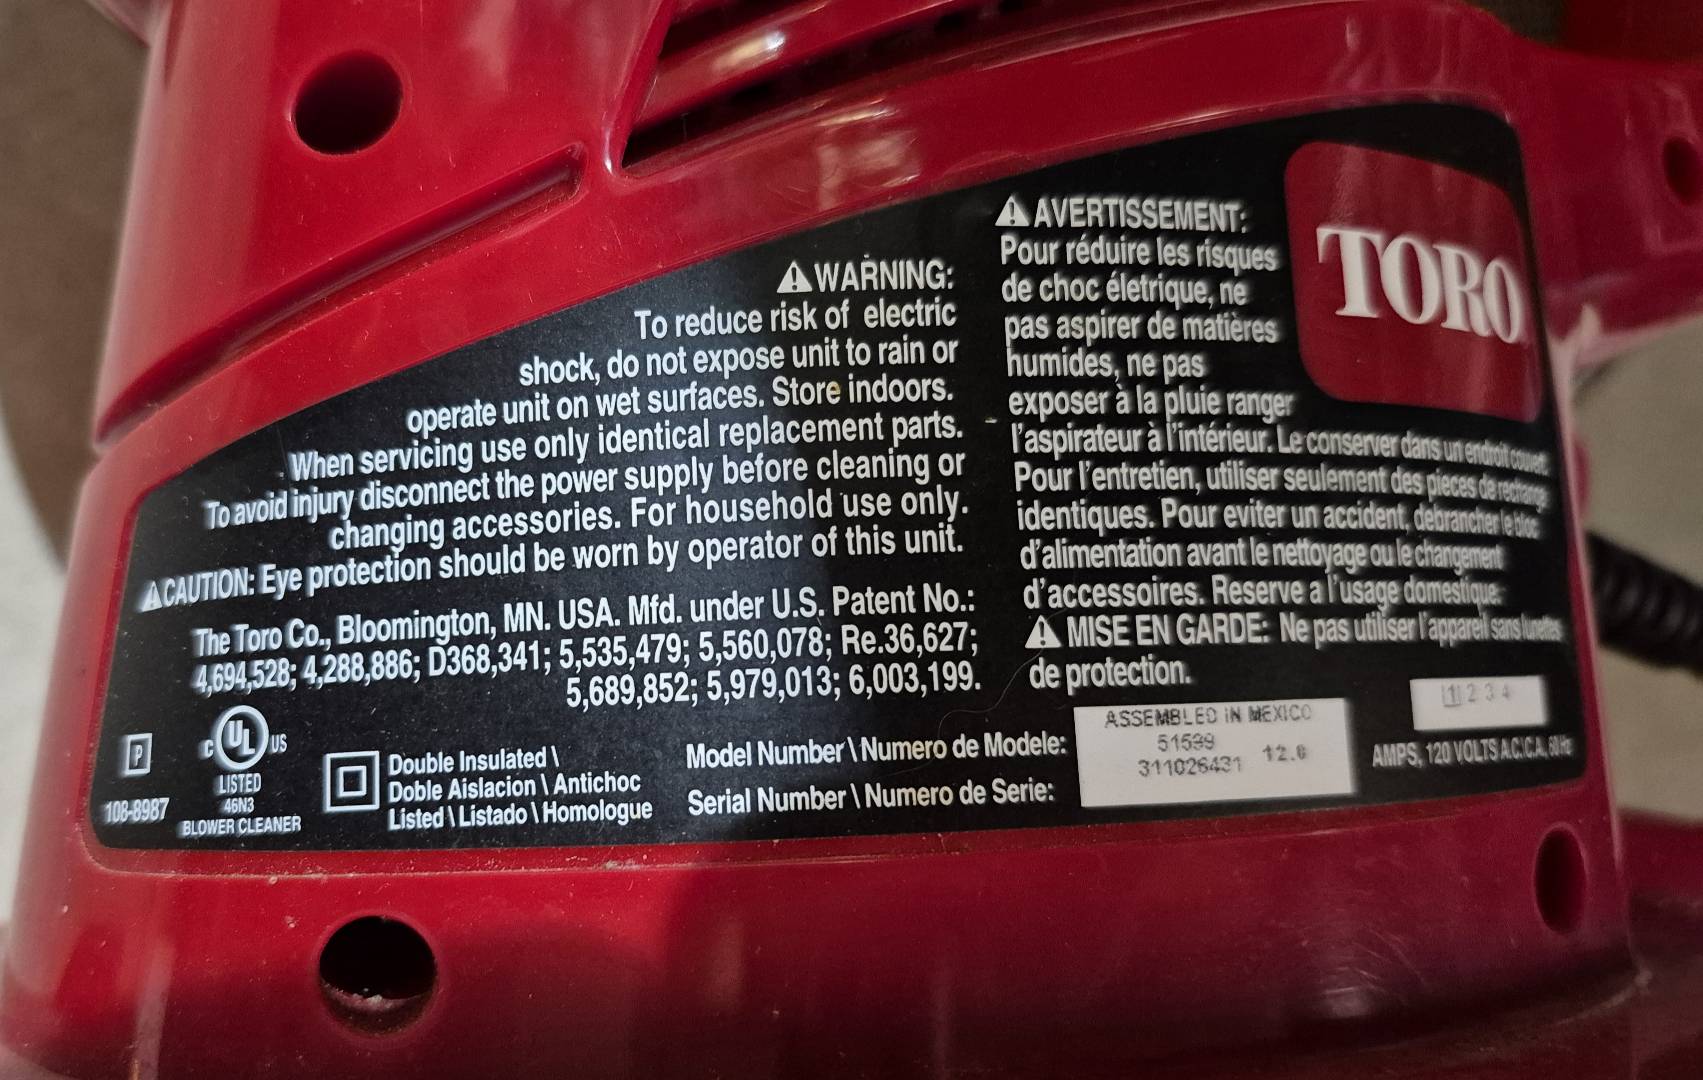 TORO
⚠ WARNING:
To reduce risk of electric
shock, do not expose unit to rain or
operate unit on wet surfaces. Store indoors.
When servicing use only identical replacement parts.
To avoid injury disconnect the power supply before cleaning or
changing accessories. For household use only.
⚠ CAUTION: Eye protection should be worn by operator of this unit.
The Toro Co., Bloomington, MN. USA. Mfd. under U.S. Patent No.:
4,694,528; 4,288,886; D368,341; 5,535,479; 5,560,078; Re.36,627;
5,689,852; 5,979,013; 6,003,199.
⚠ AVERTISSEMENT:
Pour réduire les risques
de choc életrique, ne
pas aspirer de matières
humides, ne pas
exposer à la pluie ranger
l'aspirateur à l'intérieur. Le conserver dans un endroit couvert.
Pour l'entretien, utiliser seulement des pieces de rechange
identiques. Pour eviter un accident, debrancher le bloc
d'alimentation avant le nettoyage ou le changement
d'accessoires. Reserve a l'usage domestique.
⚠ MISE EN GARDE: Ne pas utiliser l'appareil sans lunettes
de protection.
P
108-8987
C UL US
LISTED
46N3
BLOWER CLEANER
Double Insulated \
Doble Aislacion \ Antichoc
Listed \ Listado \ Homologue
Model Number \ Numero de Modele:
Serial Number \ Numero de Serie:
ASSEMBLED IN MEXICO
51599
311026431 12.0
1 2 3 4
AMPS, 120 VOLTS A.C.\C.A. 60 Hz